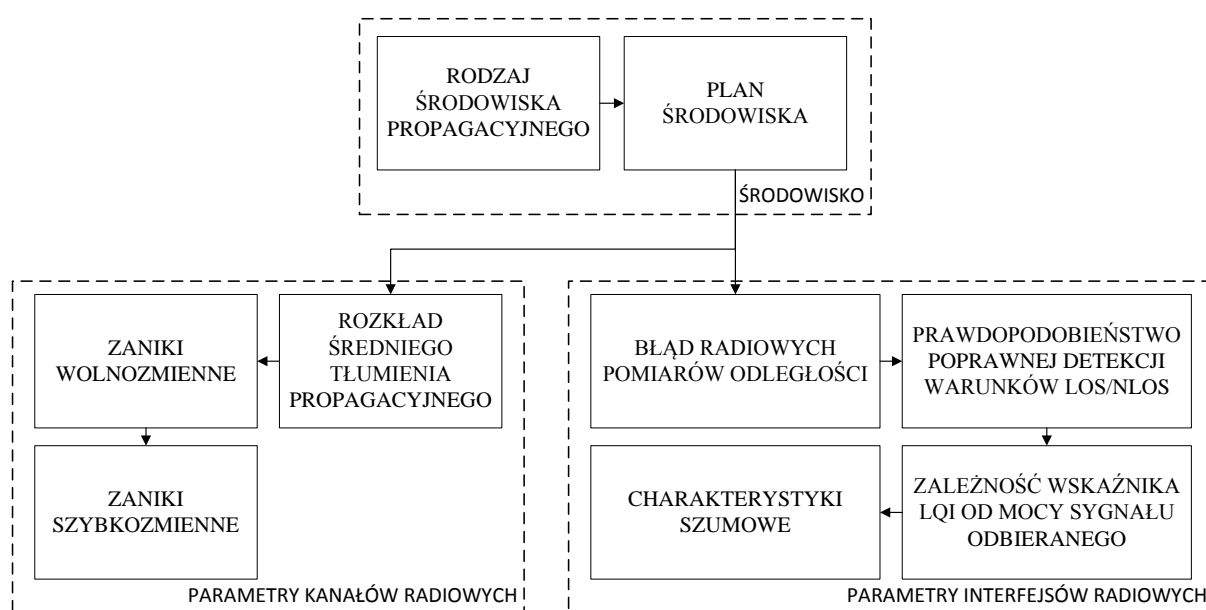 RODZAJ
ŚRODOWISKA
PROPAGACYJNEGO
PLAN
ŚRODOWISKA
ŚRODOWISKO
ZANIKI
WOLNOZMIENNE
ROZKŁAD
ŚREDNIEGO
TŁUMIENIA
PROPAGACYJNEGO
ZANIKI
SZYBKOZMIENNE
PARAMETRY KANAŁÓW RADIOWYCH
BŁĄD RADIOWYCH
POMIARÓW ODLEGŁOŚCI
PRAWDOPODOBIEŃSTWO
POPRAWNEJ DETEKCJI
WARUNKÓW LOS/NLOS
CHARAKTERYSTYKI
SZUMOWE
ZALEŻNOŚĆ WSKAŹNIKA
LQI OD MOCY SYGNAŁU
ODBIERANEGO
PARAMETRY INTERFEJSÓW RADIOWYCH